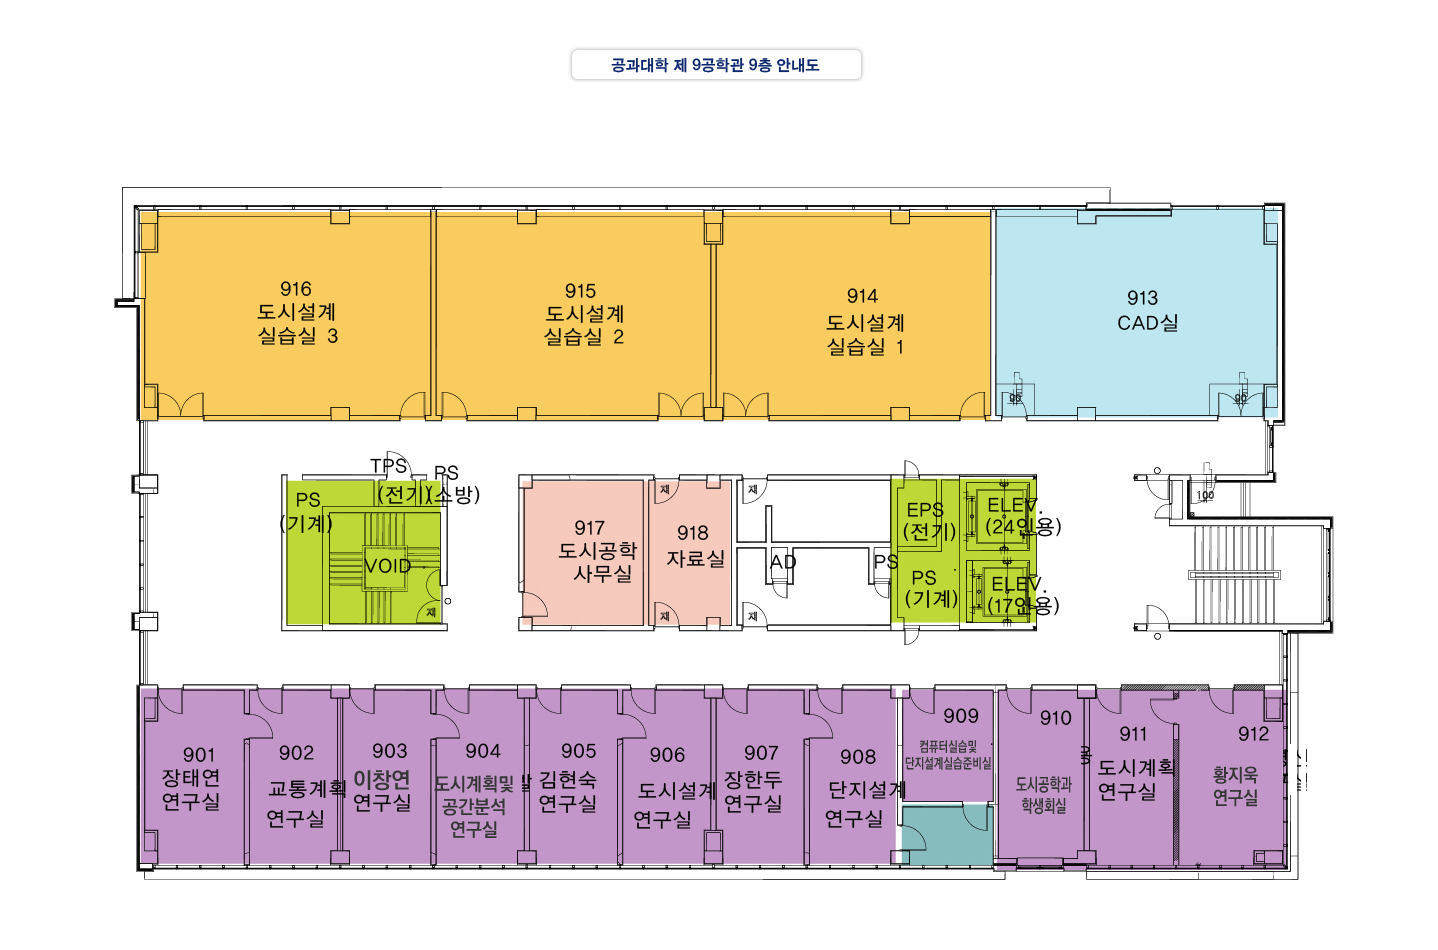 공과대학 제 9공학관 9층 안내도
916
도시설계
실습실 3
915
도시설계
실습실 2
914
도시설계
실습실 1
913
CAD실
90
90
TPS
(전기)
PS
(소방)
PS
(기계)
VOID
재
917
도시공학
사무실
918
자료실
재
재
재
재
AD
PS
EPS
(전기)
PS
(기계)
ELEV.
(24인용)
ELEV.
(17인용)
100
901
장태연
연구실
902
교통계획
연구실
903
이창연
연구실
904
도시계획및
공간분석
연구실
905
김현숙
연구실
906
도시설계
연구실
907
장한두
연구실
908
단지설계
연구실
909
컴퓨터실습및
단지설계실습준비실
910
도시공학과
학생회실
911
도시계획
연구실
912
황지욱
연구실